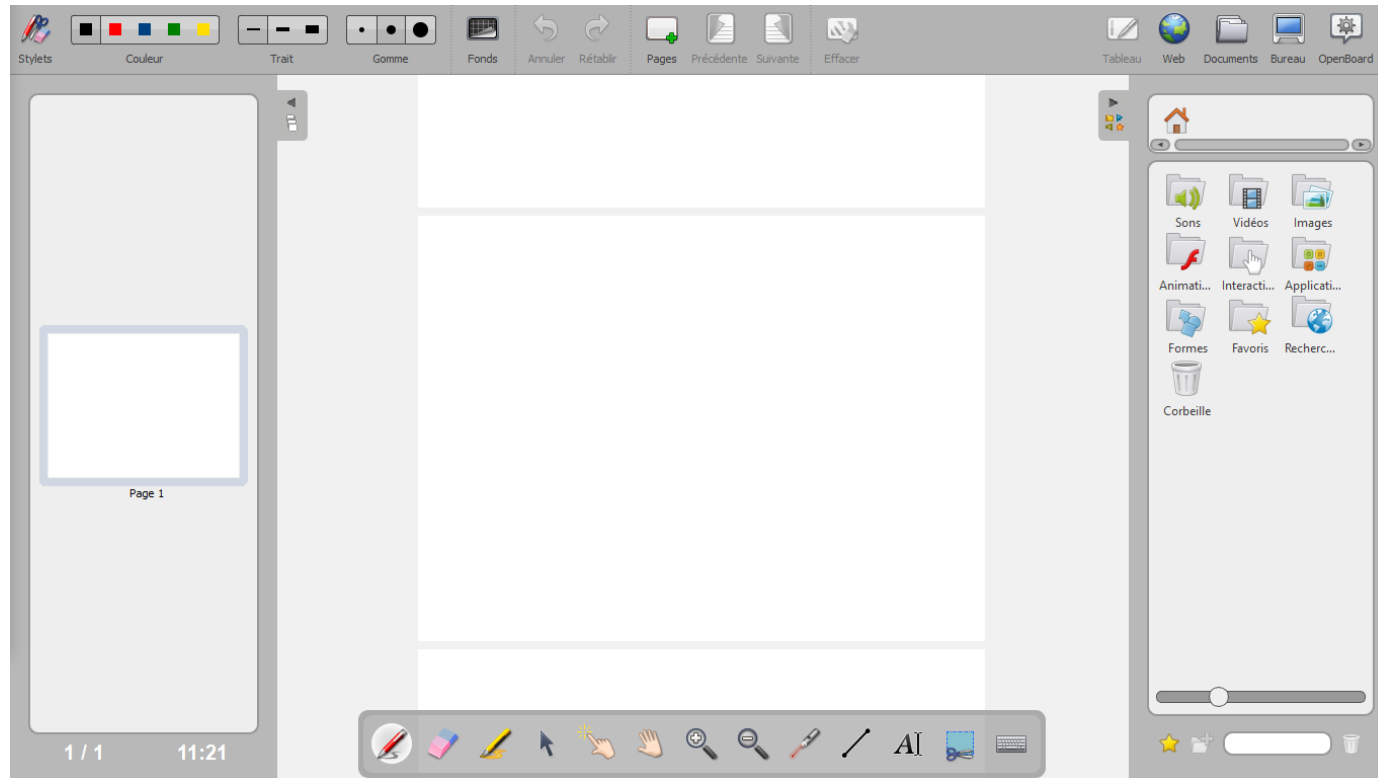 Stylets Couleur Trait Gomme Fonds Annuler Rétablir Pages Précédente Suivante Effacer Tableau Web Documents Bureau OpenBoard
Sons Vidéos Images
Animati... Interacti... Applicati...
Formes Favoris Recherc...
Corbeille
Page 1
1 / 1 11:21
AI